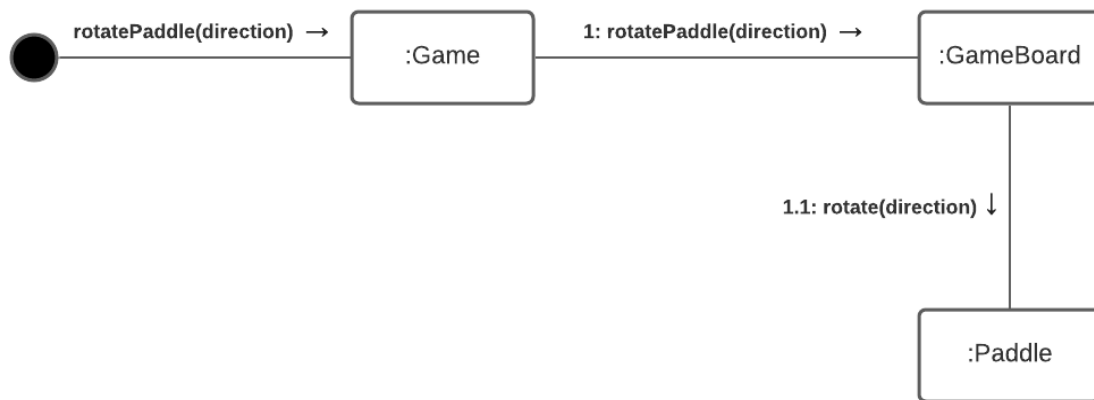 rotatePaddle(direction) →
1: rotatePaddle(direction) →
:Game
:GameBoard
1.1: rotate(direction) ↓
:Paddle